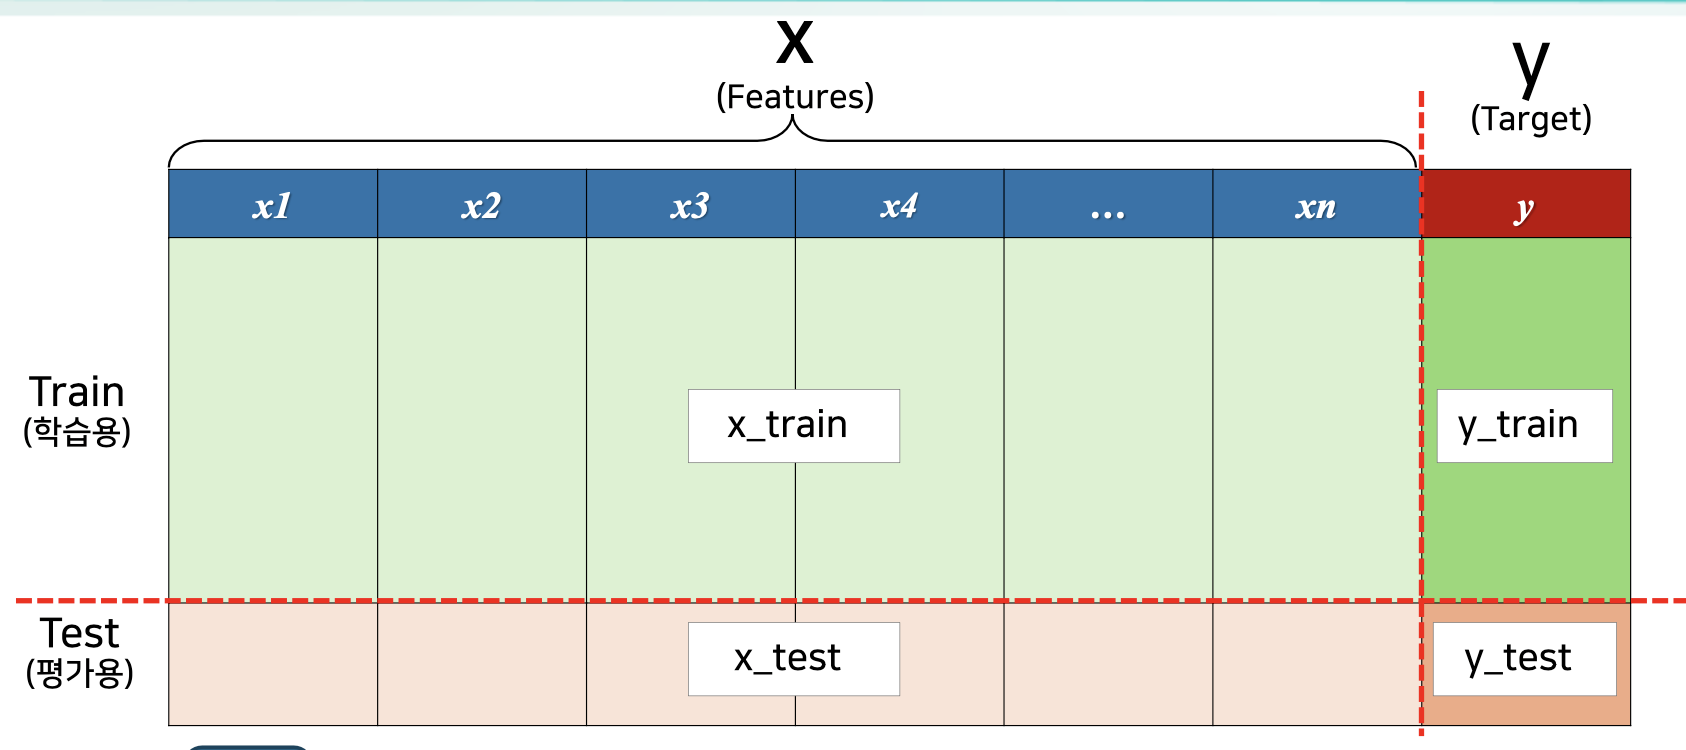 x
(Features)
y
(Target)
x1 x2 x3 x4 ... xn y
Train
(학습용)
x_train y_train
Test
(평가용)
x_test y_test